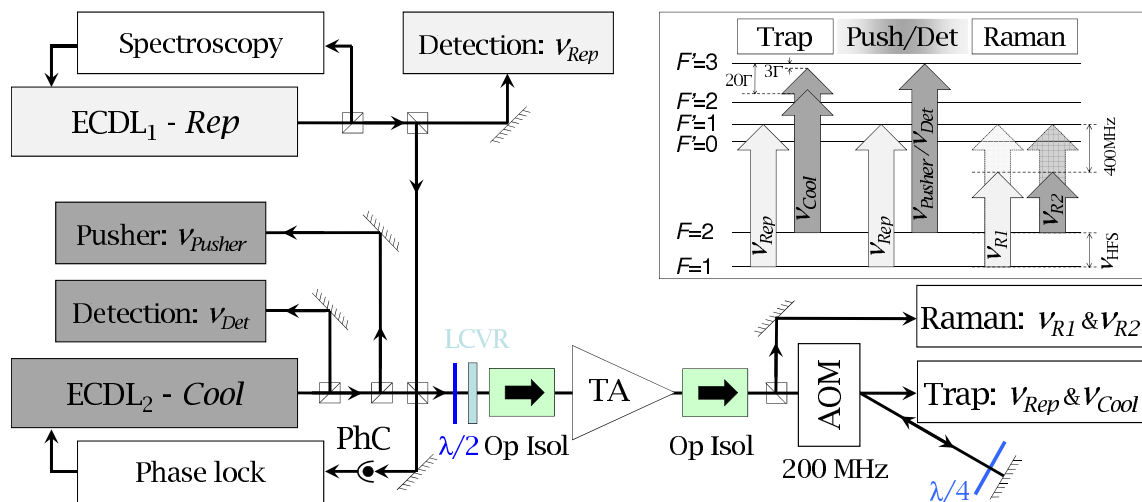 Spectroscopy
Detection: νRep
ECDL1 - Rep
Pusher: νPusher
Detection: νDet
ECDL2 - Cool
Phase lock
PhC
LCVR
λ/2
Op Isol
TA
Op Isol
AOM
200 MHz
λ/4
Raman: νR1 &νR2
Trap: νRep &νCool
Trap
Push/Det
Raman
F'=3
F'=2
F'=1
F'=0
F=2
F=1
20Γ
3Γ
νRep
νCool
νRep
νPusher/νDet
νR1
νR2
400MHz
νHFS